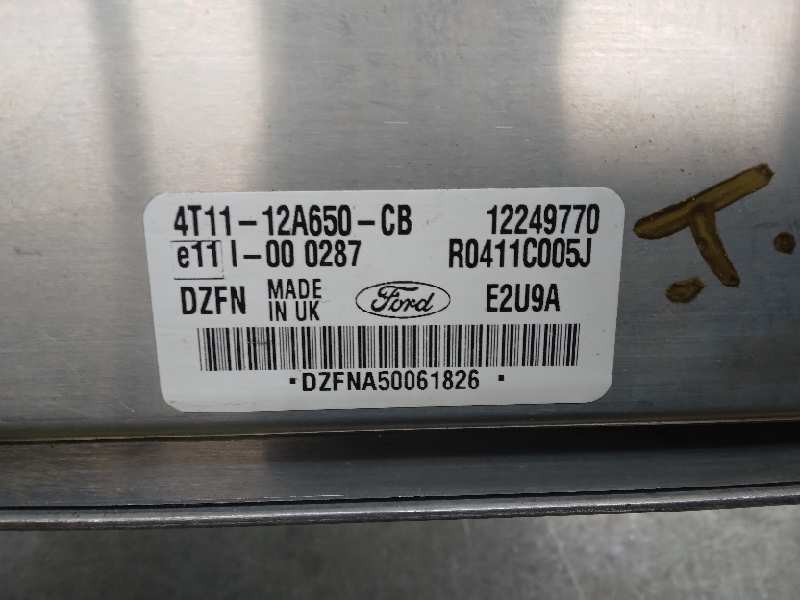 4T11-12A650-CB 12249770
e11 I-00 0287 R0411C005J
DZFN MADE IN UK Ford E2U9A
·DZFNA50061826 ·
.T.